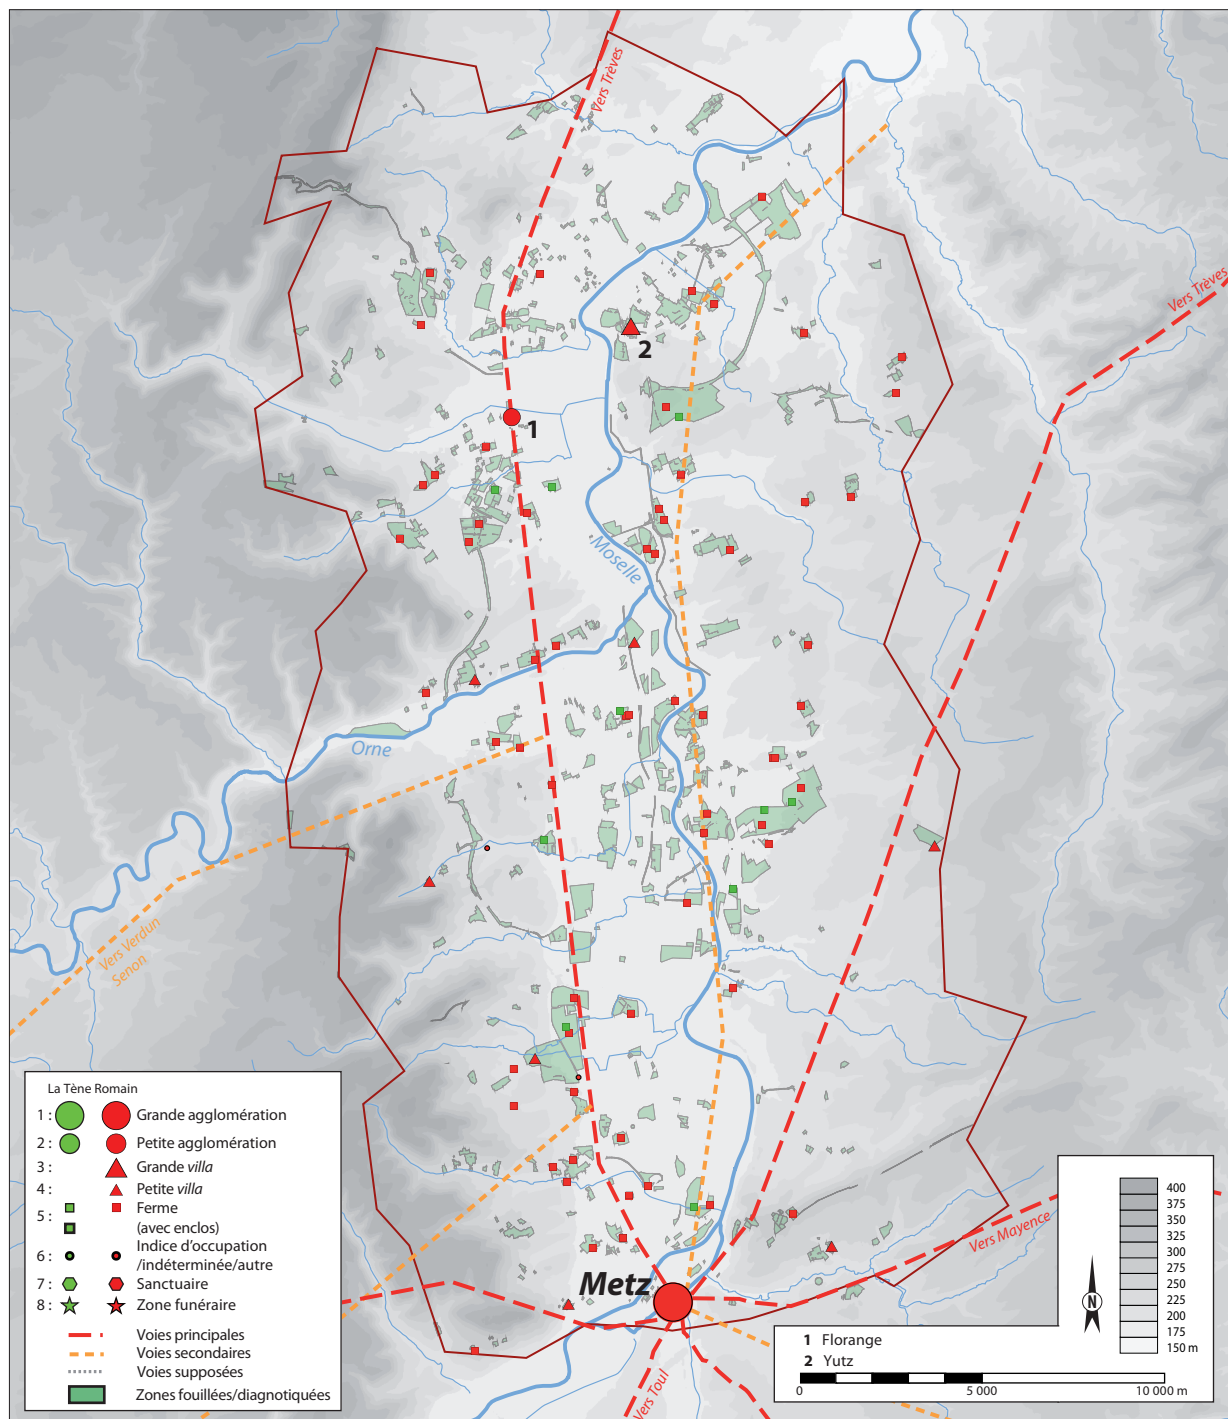 Vers Trèves
Vers Trèves
2
1
Moselle
Orne
Vers Verdun
Senon
Metz
Vers Mayence
Vers Toul
La Tène Romain
1 : Grande agglomération
2 : Petite agglomération
3 : Grande villa
4 : Petite villa
5 : Ferme
(avec enclos)
6 : Indice d'occupation
/indéterminée/autre
7 : Sanctuaire
8 : Zone funéraire
Voies principales
Voies secondaires
Voies supposées
Zones fouillées/diagnotiquées
N
400
375
350
325
300
275
250
225
200
175
150 m
1 Florange
2 Yutz
0 5 000 10 000 m